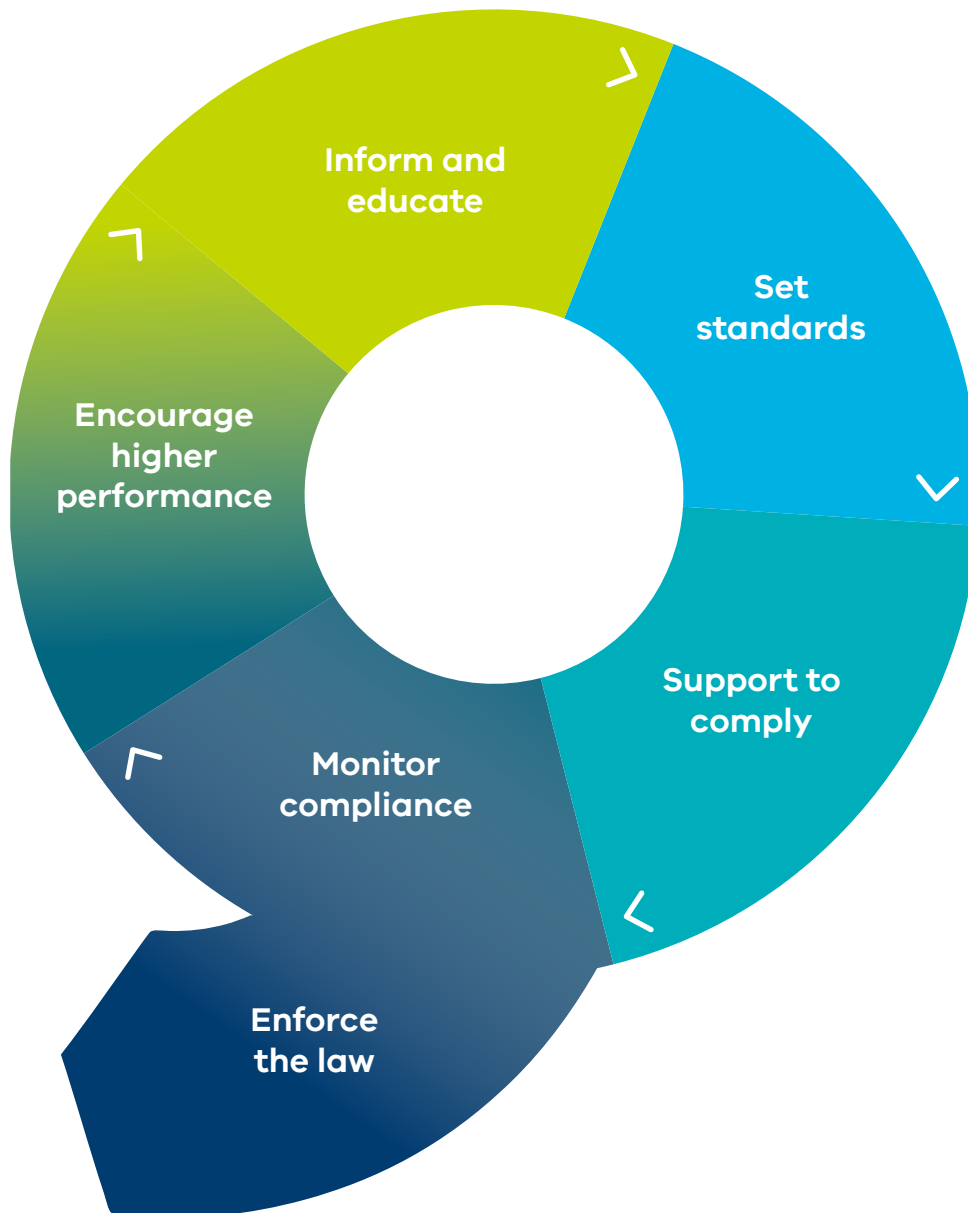 Inform and
educate
Set
standards
Support to
comply
Monitor
compliance
Enforce
the law
Encourage
higher
performance